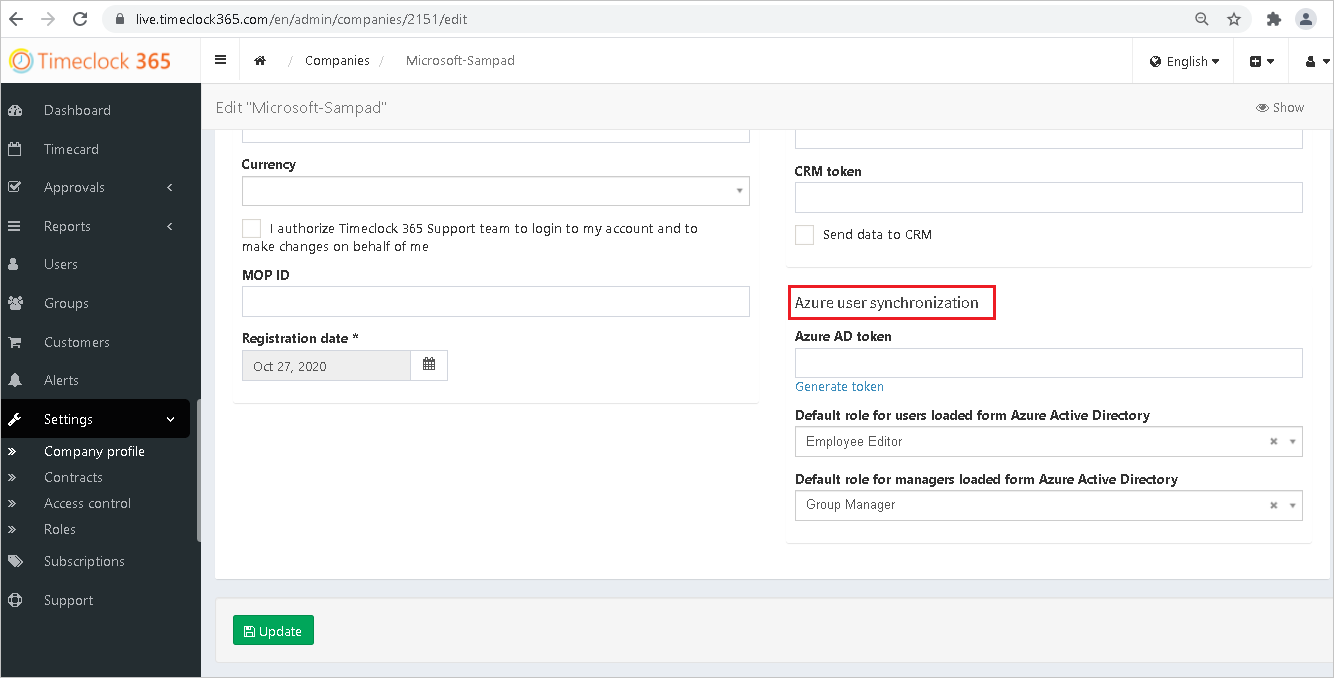 live.timeclock365.com/en/admin/companies/2151/edit
Timeclock 365
/ Companies / Microsoft-Sampad
English
Edit "Microsoft-Sampad"
Show
Dashboard
Timecard
Approvals
Reports
Users
Groups
Customers
Alerts
Settings
Company profile
Contracts
Access control
Roles
Subscriptions
Support
Currency
I authorize Timeclock 365 Support team to login to my account and to
make changes on behalf of me
MOP ID
Registration date *
Oct 27, 2020
CRM token
Send data to CRM
Azure user synchronization
Azure AD token
Generate token
Default role for users loaded form Azure Active Directory
Employee Editor
Default role for managers loaded form Azure Active Directory
Group Manager
Update